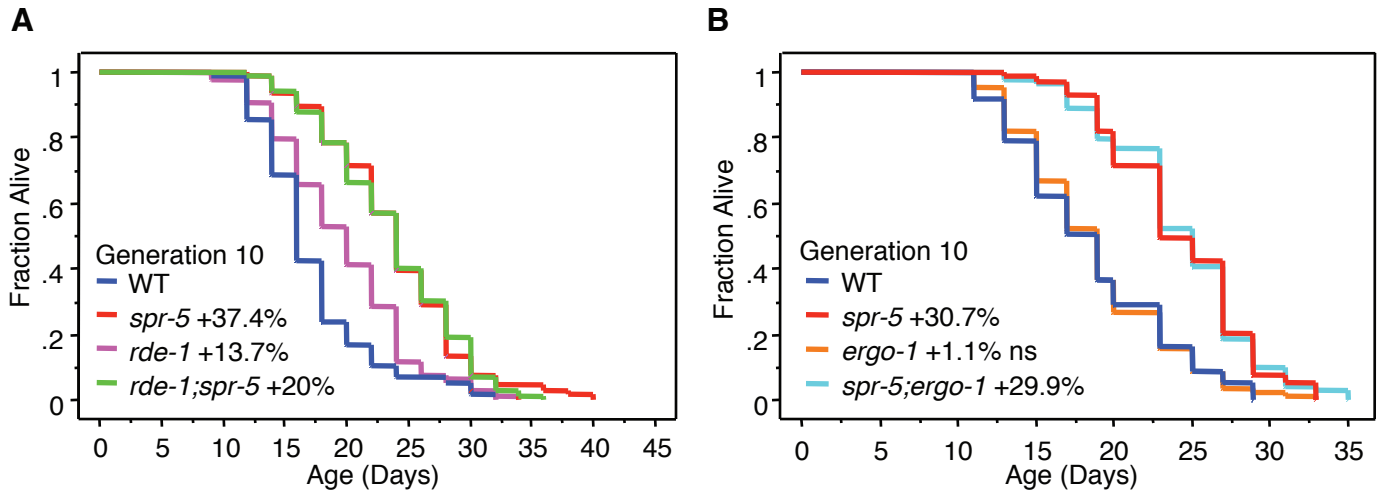 A
Fraction Alive
1
.8
.6
.4
.2
0
Generation 10
WT
spr-5 +37.4%
rde-1 +13.7%
rde-1;spr-5 +20%
0 5 10 15 20 25 30 35 40 45
Age (Days)
B
Fraction Alive
1
.8
.6
.4
.2
0
Generation 10
WT
spr-5 +30.7%
ergo-1 +1.1% ns
spr-5;ergo-1 +29.9%
0 5 10 15 20 25 30 35
Age (Days)